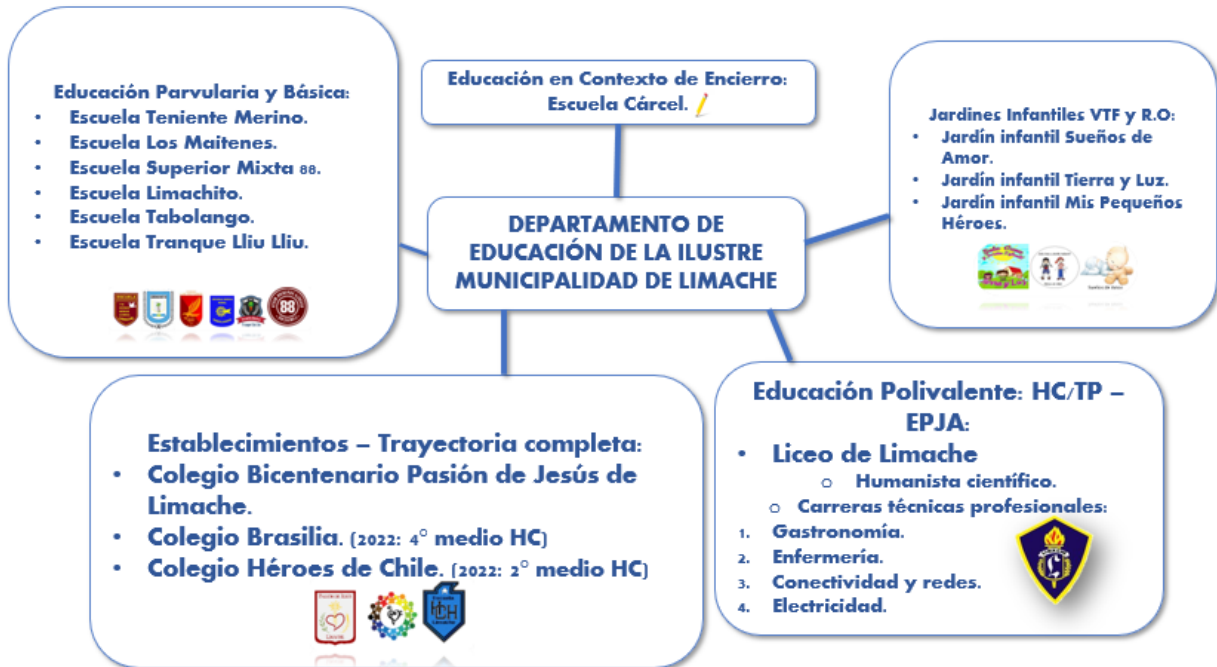 Educación Parvularia y Básica:
• Escuela Teniente Merino.
• Escuela Los Maitenes.
• Escuela Superior Mixta 88.
• Escuela Limachito.
• Escuela Tabolango.
• Escuela Tranque Lliu Lliu.
88
Educación en Contexto de Encierro:
Escuela Cárcel.
Jardines Infantiles VTF y R.O:
• Jardín infantil Sueños de
Amor.
• Jardín infantil Tierra y Luz.
• Jardín infantil Mis Pequeños
Héroes.
DEPARTAMENTO DE
EDUCACIÓN DE LA ILUSTRE
MUNICIPALIDAD DE LIMACHE
Establecimientos – Trayectoria completa:
• Colegio Bicentenario Pasión de Jesús de
Limache.
• Colegio Brasilia. (2022: 4° medio HC)
• Colegio Héroes de Chile. (2022: 2° medio HC)
Educación Polivalente: HC/TP –
EPJA:
• Liceo de Limache
o Humanista científico.
o Carreras técnicas profesionales:
1. Gastronomía.
2. Enfermería.
3. Conectividad y redes.
4. Electricidad.